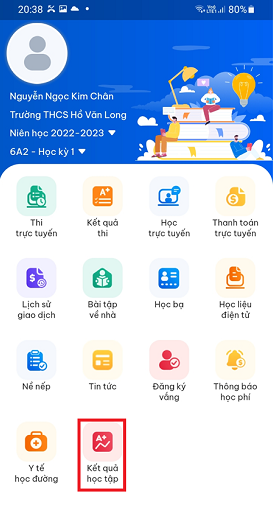 20:38
80%
Nguyễn Ngọc Kim Chân
Trường THCS Hồ Văn Long
Niên học 2022-2023
6A2 - Học kỳ 1
Thi
trực tuyến
Kết quả
thi
Học
trực tuyến
Thanh toán
trực tuyến
Lịch sử
giao dịch
Bài tập
về nhà
Học bạ
Học liệu
điện tử
Nề nếp
Tin tức
Đăng ký
vắng
Thông báo
học phí
Y tế
học đường
Kết quả
học tập